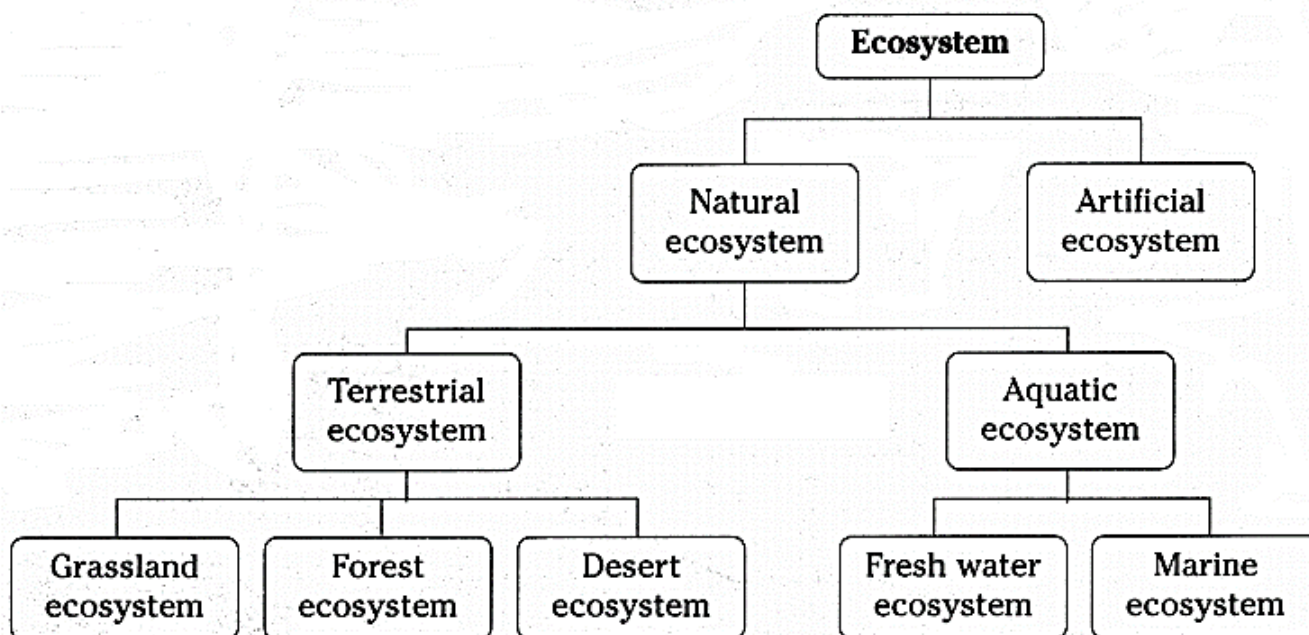 Ecosystem
Natural
ecosystem
Artificial
ecosystem
Terrestrial
ecosystem
Aquatic
ecosystem
Grassland
ecosystem
Forest
ecosystem
Desert
ecosystem
Fresh water
ecosystem
Marine
ecosystem